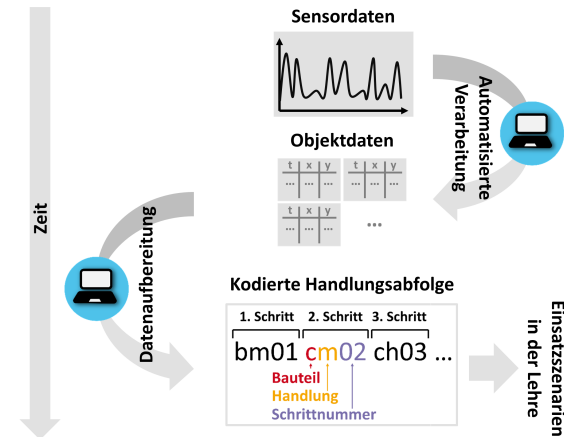 Sensordaten
Automatisierte
Verarbeitung
Objektdaten
t x y t x y
... ... ... ... ... ...
t x y
... ... ... ...
Zeit
Datenaufbereitung
Kodierte Handlungsabfolge
1. Schritt 2. Schritt 3. Schritt
bm01 cm02 ch03 ...
Bauteil
Handlung
Schrittnummer
Einsatzszenarien
in der Lehre